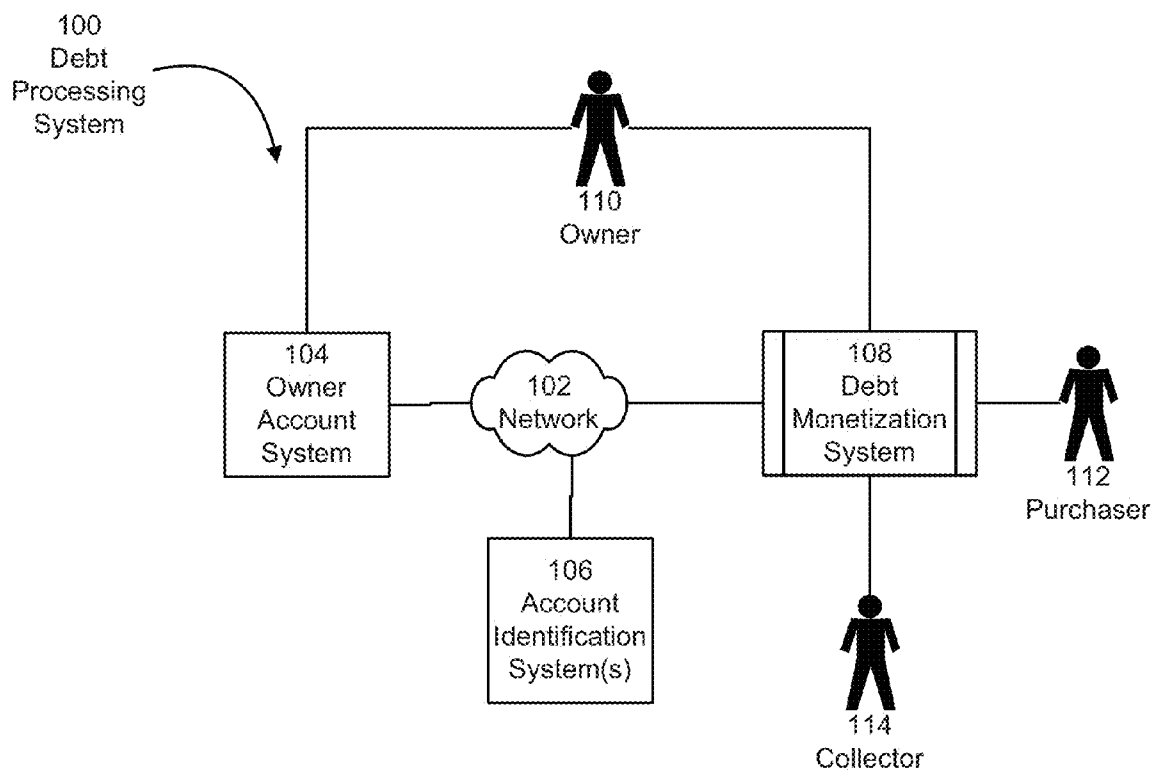 100
Debt
Processing
System
110
Owner
104
Owner
Account
System
102
Network
108
Debt
Monetization
System
112
Purchaser
106
Account
Identification
System(s)
114
Collector